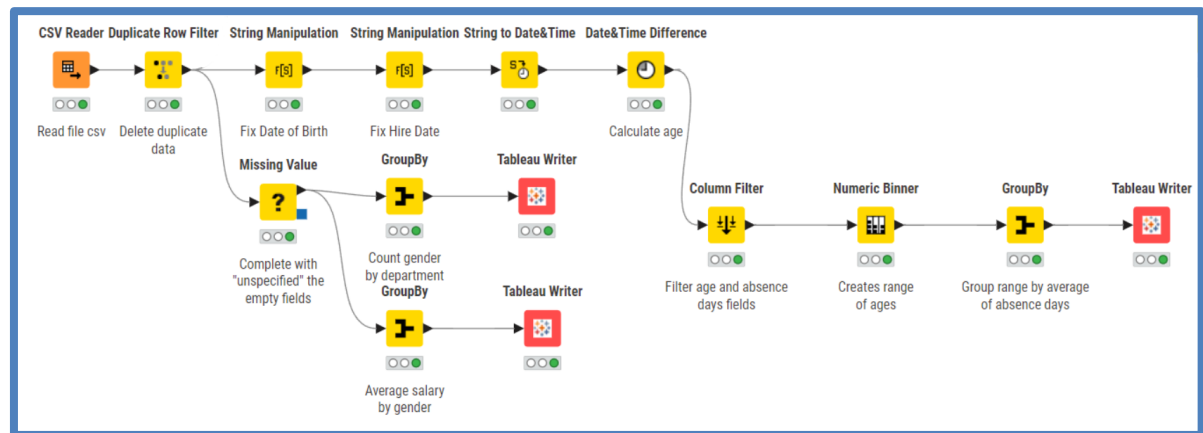 CSV Reader Duplicate Row Filter String Manipulation String Manipulation String to Date&Time Date&Time Difference
F[S] F[S] S
Read file csv Delete duplicate Fix Date of Birth Fix Hire Date Calculate age
data
Missing Value GroupBy Tableau Writer
?
Column Filter Numeric Binner GroupBy Tableau Writer
Complete with
"unspecified" the
empty fields
Count gender
by department
GroupBy Tableau Writer
Filter age and absence
days fields
Creates range
of ages
Group range by average
of absence days
Average salary
by gender